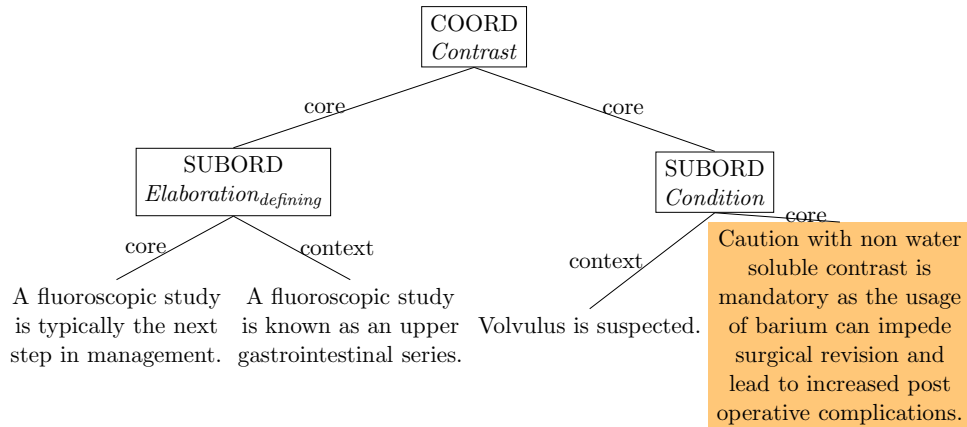 COORD
Contrast
core
core
SUBORD
Elaboration_defining
SUBORD
Condition
core
context
context
core
A fluoroscopic study
is typically the next
step in management.
A fluoroscopic study
is known as an upper
gastrointestinal series.
Volvulus is suspected.
Caution with non water
soluble contrast is
mandatory as the usage
of barium can impede
surgical revision and
lead to increased post
operative complications.